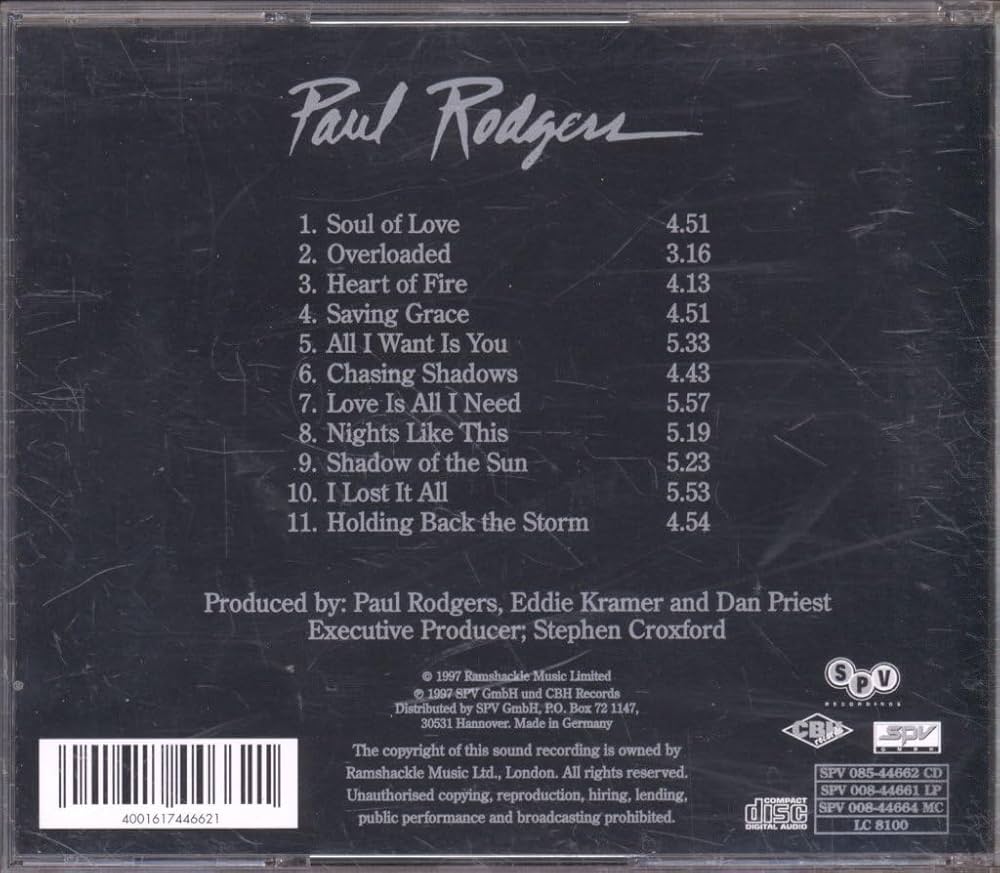 Paul Rodgers
1. Soul of Love 4.51
2. Overloaded 3.16
3. Heart of Fire 4.13
4. Saving Grace 4.51
5. All I Want Is You 5.33
6. Chasing Shadows 4.43
7. Love Is All I Need 5.57
8. Nights Like This 5.19
9. Shadow of the Sun 5.23
10. I Lost It All 5.53
11. Holding Back the Storm 4.54
Produced by: Paul Rodgers, Eddie Kramer and Dan Priest
Executive Producer; Stephen Croxford
© 1997 Ramshackle Music Limited
℗ 1997 SPV GmbH und CBH Records
Distributed by SPV GmbH, P.O. Box 72 1147,
30531 Hannover. Made in Germany
The copyright of this sound recording is owned by
Ramshackle Music Ltd., London. All rights reserved.
Unauthorised copying, reproduction, hiring, lending,
public performance and broadcasting prohibited.
4001617446621
COMPACT
disc
DIGITAL AUDIO
SPV
RECORDINGS
CBH
records
SPV
GMBH
SPV 085-44662 CD
SPV 008-44661 LP
SPV 008-44664 MC
LC 8100